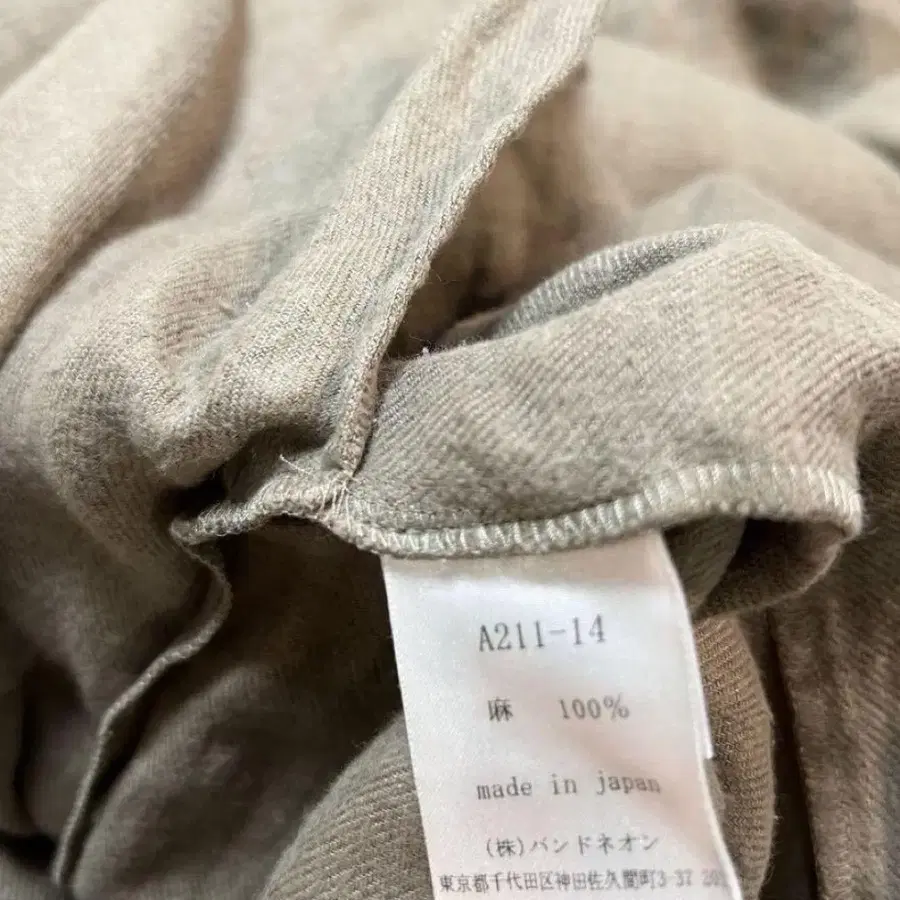 A211-14
麻 100%
made in japan
(株)バンドネオン
東京都千代田区神田佐久間町3-37